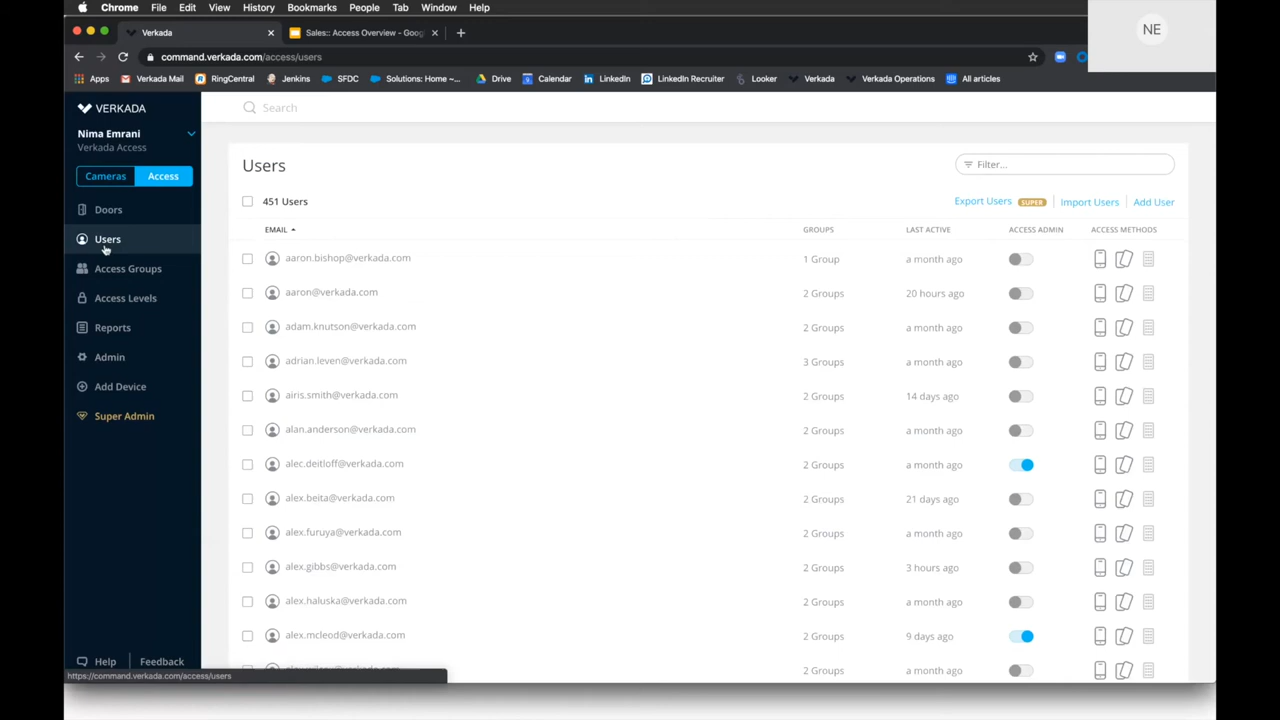 Chrome File Edit View History Bookmarks People Tab Window Help
NE
Verkada Sales:: Access Overview - Goog
command.verkada.com/access/users
Apps Verkada Mail RingCentral Jenkins SFDC Solutions: Home –... Drive Calendar LinkedIn LinkedIn Recruiter Looker Verkada Verkada Operations All articles
VERKADA
Search
Nima Emrani
Verkada Access
Cameras Access
Doors
Users
Access Groups
Access Levels
Reports
Admin
Add Device
Super Admin
Help Feedback
Users
Filter...
451 Users
Export Users SUPER Import Users Add User
EMAIL GROUPS LAST ACTIVE ACCESS ADMIN ACCESS METHODS
aaron.bishop@verkada.com 1 Group a month ago
aaron@verkada.com 2 Groups 20 hours ago
adam.knutson@verkada.com 2 Groups a month ago
adrian.leven@verkada.com 3 Groups a month ago
airis.smith@verkada.com 2 Groups 14 days ago
alan.anderson@verkada.com 2 Groups a month ago
alec.deitloff@verkada.com 2 Groups a month ago
alex.beita@verkada.com 2 Groups 21 days ago
alex.furuya@verkada.com 2 Groups a month ago
alex.gibbs@verkada.com 2 Groups 3 hours ago
alex.haluska@verkada.com 2 Groups a month ago
alex.mcleod@verkada.com 2 Groups 9 days ago
2 Groups a month ago
https://command.verkada.com/access/users